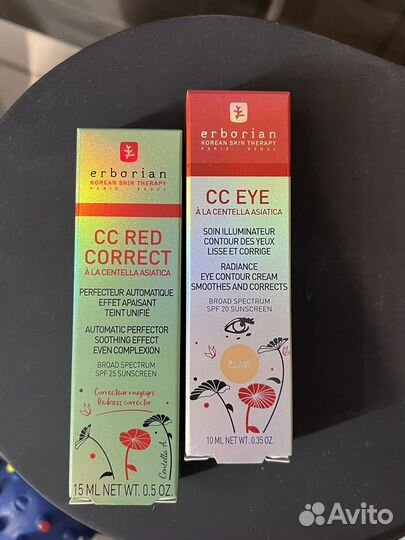 erborian
KOREAN SKIN THERAPY
PARIS . | . SEOUL
CC RED
CORRECT
À LA CENTELLA ASIATICA
PERFECTEUR AUTOMATIQUE
EFFET APAISANT
TEINT UNIFIÉ
AUTOMATIC PERFECTOR
SOOTHING EFFECT
EVEN COMPLEXION
BROAD SPECTRUM
SPF 25 SUNSCREEN
Correcteur rougeurs
Redness corrector
Centella A.
15 ML NET WT. 0.5 OZ.
erborian
KOREAN SKIN THERAPY
PARIS . | . SEOUL
CC EYE
À LA CENTELLA ASIATICA
SOIN ILLUMINATEUR
CONTOUR DES YEUX
LISSE ET CORRIGE
RADIANCE
EYE CONTOUR CREAM
SMOOTHES AND CORRECTS
BROAD SPECTRUM
SPF 20 SUNSCREEN
CLAIR
10 ML NET WT. 0.35 OZ.
Avito